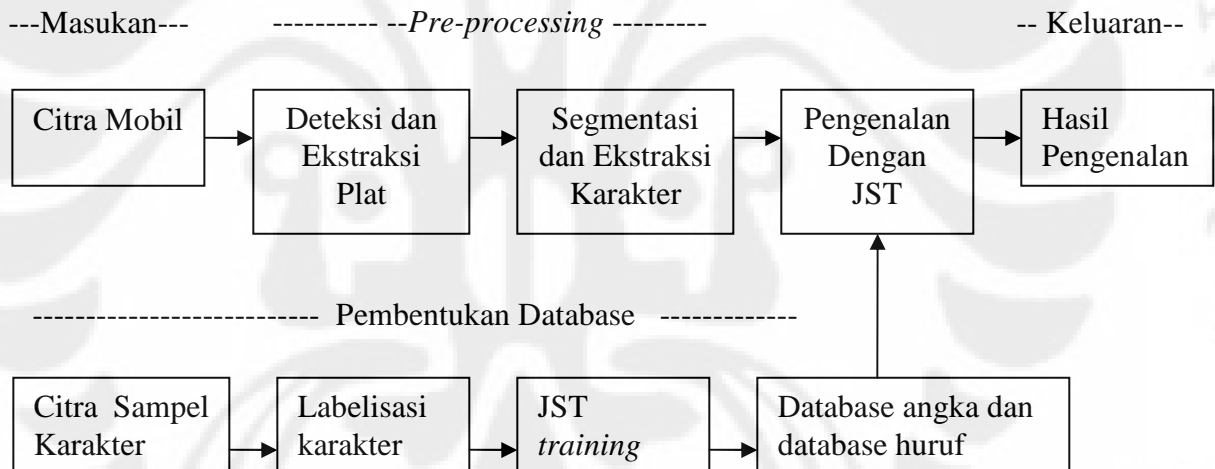 ---Masukan--- ---------- --Pre-processing --------- -- Keluaran--
Citra Mobil
Deteksi dan
Ekstraksi
Plat
Segmentasi
dan Ekstraksi
Karakter
Pengenalan
Dengan
JST
Hasil
Pengenalan
--------------------------- Pembentukan Database -------------
Citra Sampel
Karakter
Labelisasi
karakter
JST
training
Database angka dan
database huruf